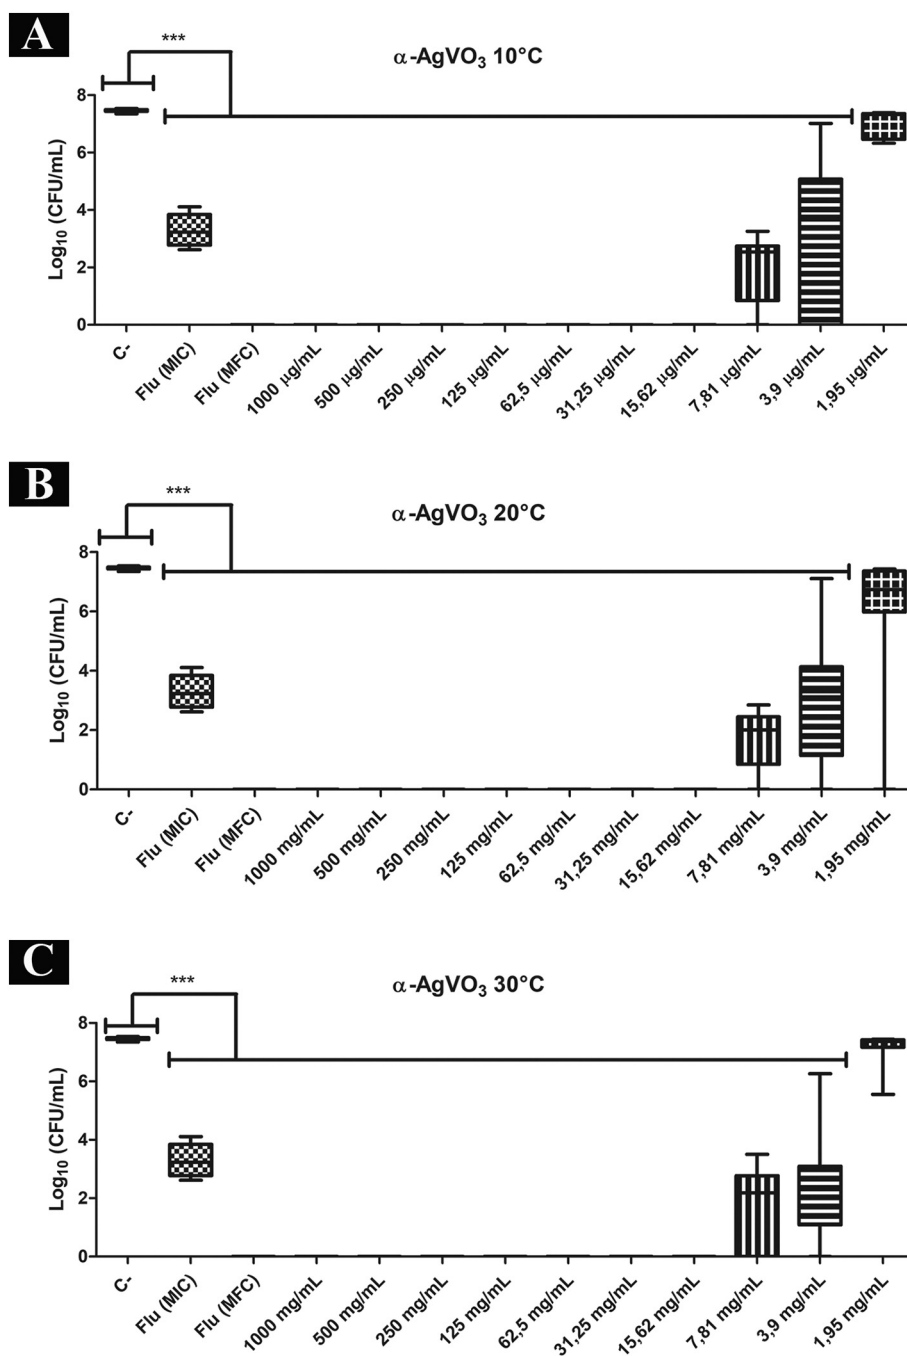 A
***
α-AgVO₃ 10°C
Log₁₀ (CFU/mL)
8
6
4
2
0
C-
Flu (MIC)
Flu (MFC)
1000 µg/mL
500 µg/mL
250 µg/mL
125 µg/mL
62,5 µg/mL
31,25 µg/mL
15,62 µg/mL
7,81 µg/mL
3,9 µg/mL
1,95 µg/mL
B
***
α-AgVO₃ 20°C
Log₁₀ (CFU/mL)
8
6
4
2
0
C-
Flu (MIC)
Flu (MFC)
1000 mg/mL
500 mg/mL
250 mg/mL
125 mg/mL
62,5 mg/mL
31,25 mg/mL
15,62 mg/mL
7,81 mg/mL
3,9 mg/mL
1,95 mg/mL
C
***
α-AgVO₃ 30°C
Log₁₀ (CFU/mL)
8
6
4
2
0
C-
Flu (MIC)
Flu (MFC)
1000 mg/mL
500 mg/mL
250 mg/mL
125 mg/mL
62,5 mg/mL
31,25 mg/mL
15,62 mg/mL
7,81 mg/mL
3,9 mg/mL
1,95 mg/mL